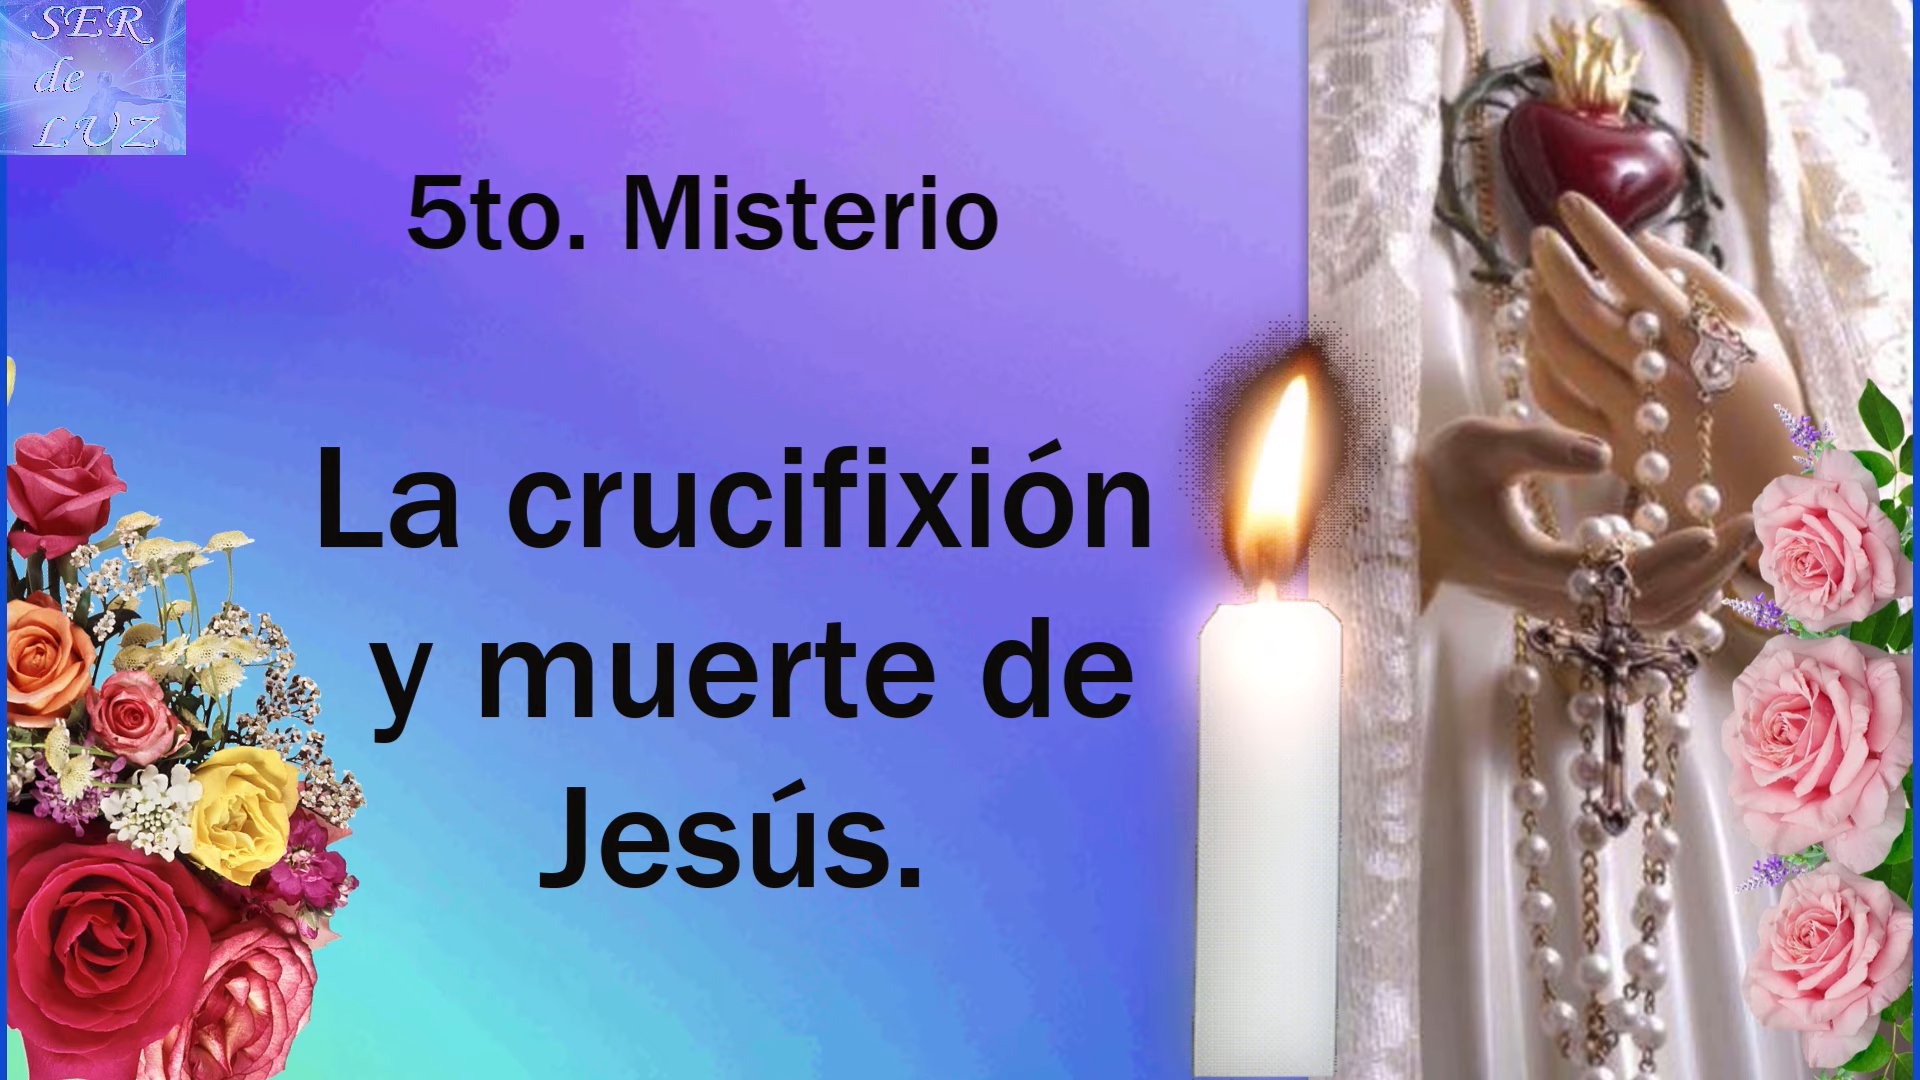 SER
de
LUZ
5to. Misterio
La crucifixión
y muerte de
Jesús.